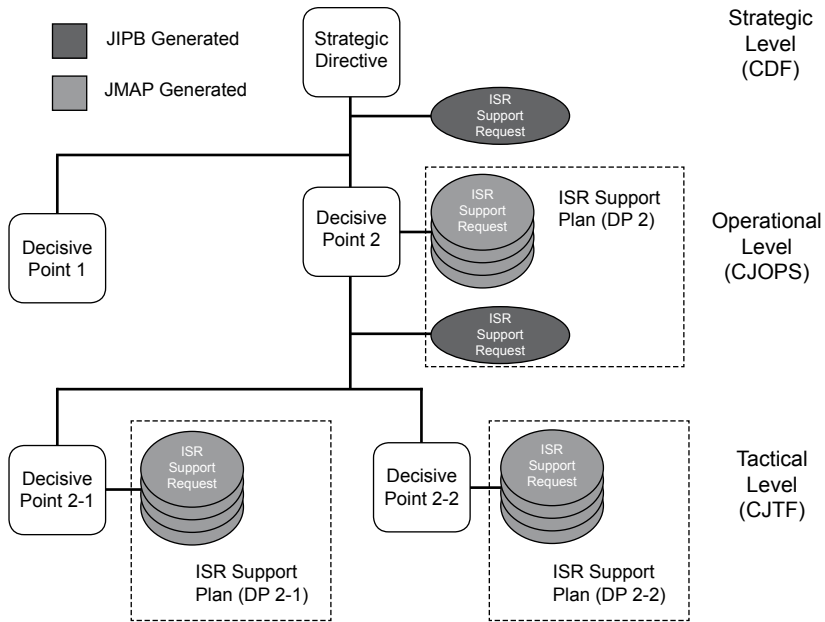 JIPB Generated
JMAP Generated
Strategic
Directive
Strategic
Level
(CDF)
ISR
Support
Request
Decisive
Point 1
Decisive
Point 2
ISR
Support
Request
ISR Support
Plan (DP 2)
Operational
Level
(CJOPS)
ISR
Support
Request
Decisive
Point 2-1
ISR
Support
Request
ISR Support
Plan (DP 2-1)
Decisive
Point 2-2
ISR
Support
Request
ISR Support
Plan (DP 2-2)
Tactical
Level
(CJTF)